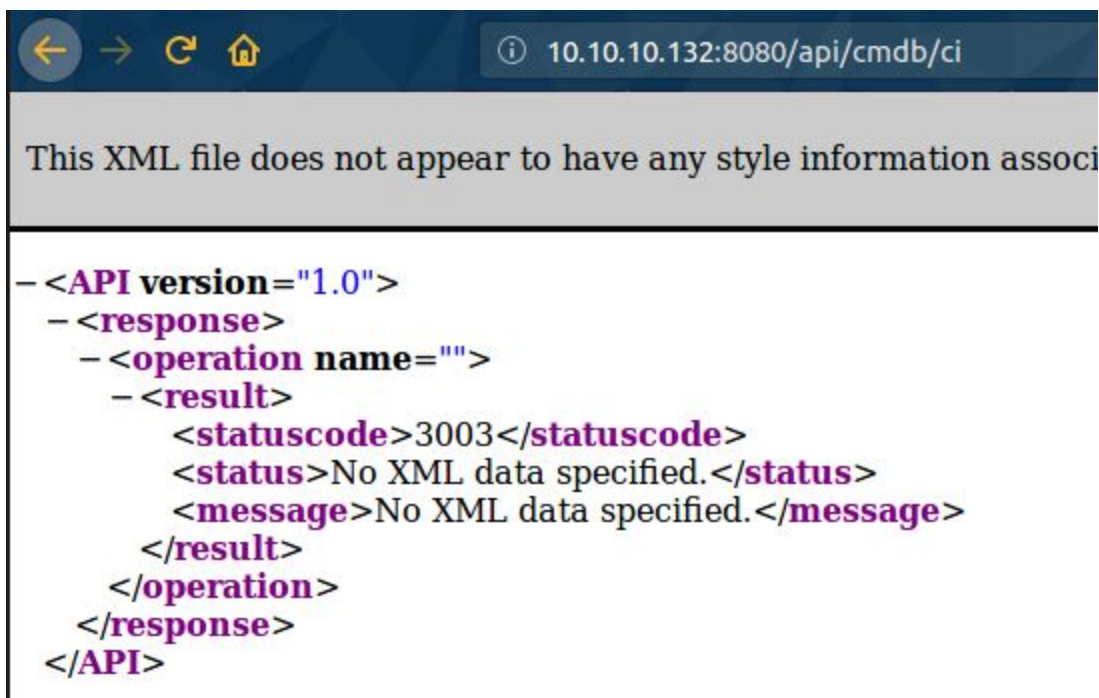 10.10.10.132:8080/api/cmdb/ci
This XML file does not appear to have any style information
−<API version="1.0">
−<response>
−<operation name="">
−<result>
<statuscode>3003</statuscode>
<status>No XML data specified.</status>
<message>No XML data specified.</message>
</result>
</operation>
</response>
</API>